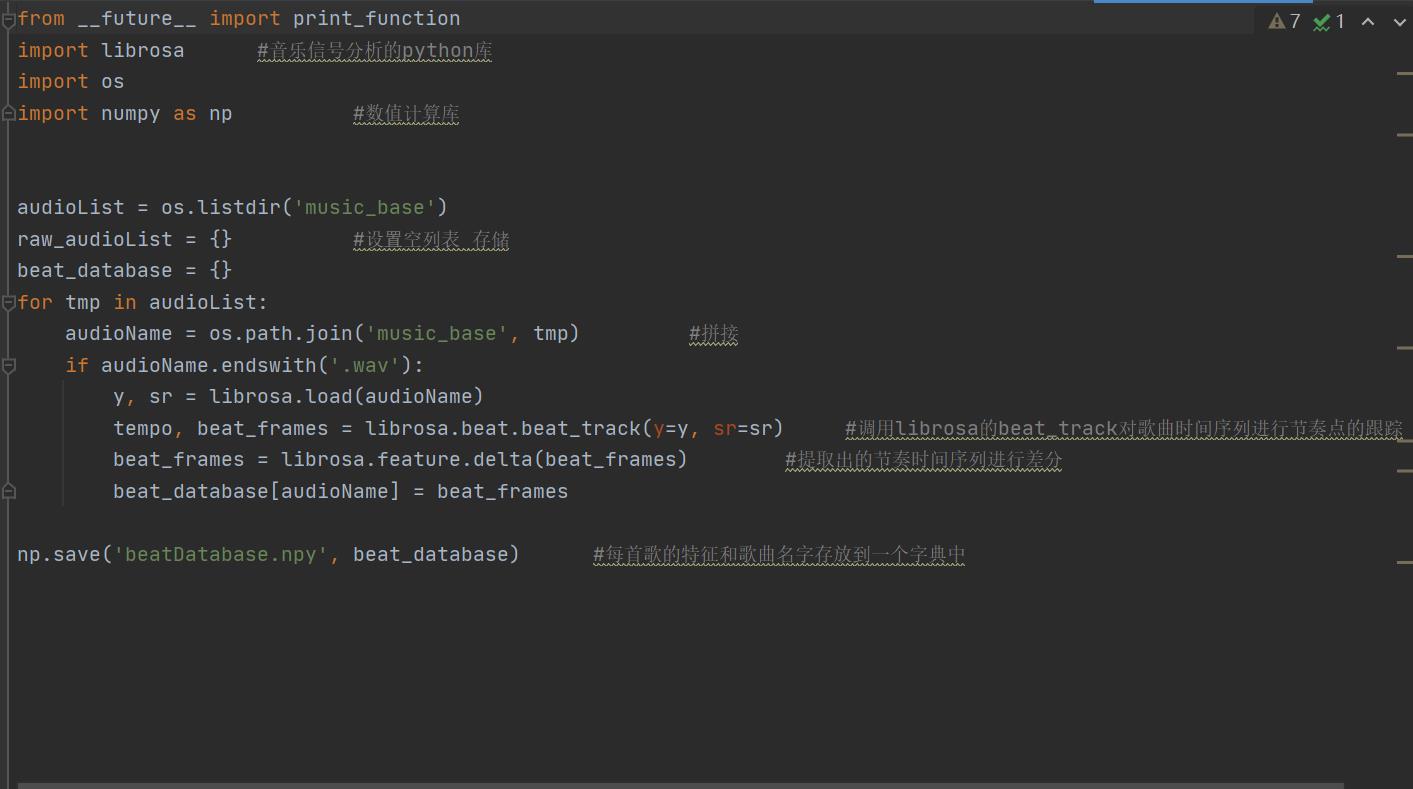 from __future__ import print_function
7 1
import librosa #音乐信号分析的python库
import os
import numpy as np #数值计算库
audioList = os.listdir('music_base')
raw_audioList = {} #设置空列表 存储
beat_database = {}
for tmp in audioList:
audioName = os.path.join('music_base', tmp) #拼接
if audioName.endswith('.wav'):
y, sr = librosa.load(audioName)
tempo, beat_frames = librosa.beat.beat_track(y=y, sr=sr) #调用librosa的beat_track对歌曲时间序列进行节奏点的跟踪
beat_frames = librosa.feature.delta(beat_frames) #提取出的节奏时间序列进行差分
beat_database[audioName] = beat_frames
np.save('beatDatabase.npy', beat_database) #每首歌的特征和歌曲名字存放到一个字典中